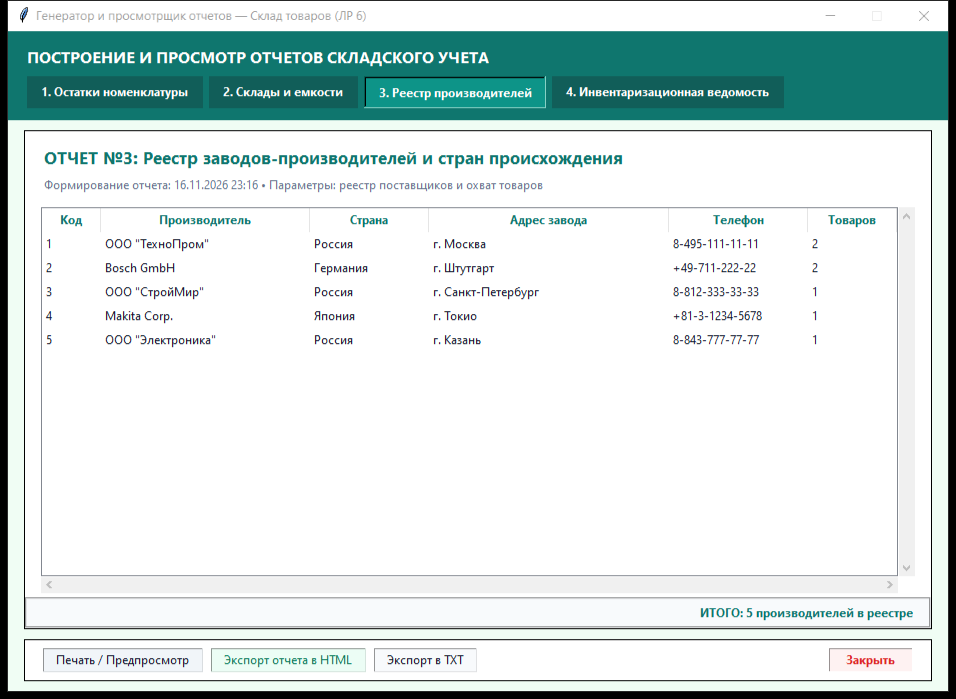 Генератор и просмотрщик отчетов — Склад товаров (ЛР 6)
ПОСТРОЕНИЕ И ПРОСМОТР ОТЧЕТОВ СКЛАДСКОГО УЧЕТА
1. Остатки номенклатуры 2. Склады и емкости 3. Реестр производителей 4. Инвентаризационная ведомость
ОТЧЕТ №3: Реестр заводов-производителей и стран происхождения
Формирование отчета: 16.11.2026 23:16 • Параметры: реестр поставщиков и охват товаров
Код Производитель Страна Адрес завода Телефон Товаров
1 ООО "ТехноПром" Россия г. Москва 8-495-111-11-11 2
2 Bosch GmbH Германия г. Штутгарт +49-711-222-22 2
3 ООО "СтройМир" Россия г. Санкт-Петербург 8-812-333-33-33 1
4 Makita Corp. Япония г. Токио +81-3-1234-5678 1
5 ООО "Электроника" Россия г. Казань 8-843-777-77-77 1
ИТОГО: 5 производителей в реестре
Печать / Предпросмотр Экспорт отчета в HTML Экспорт в TXT Закрыть